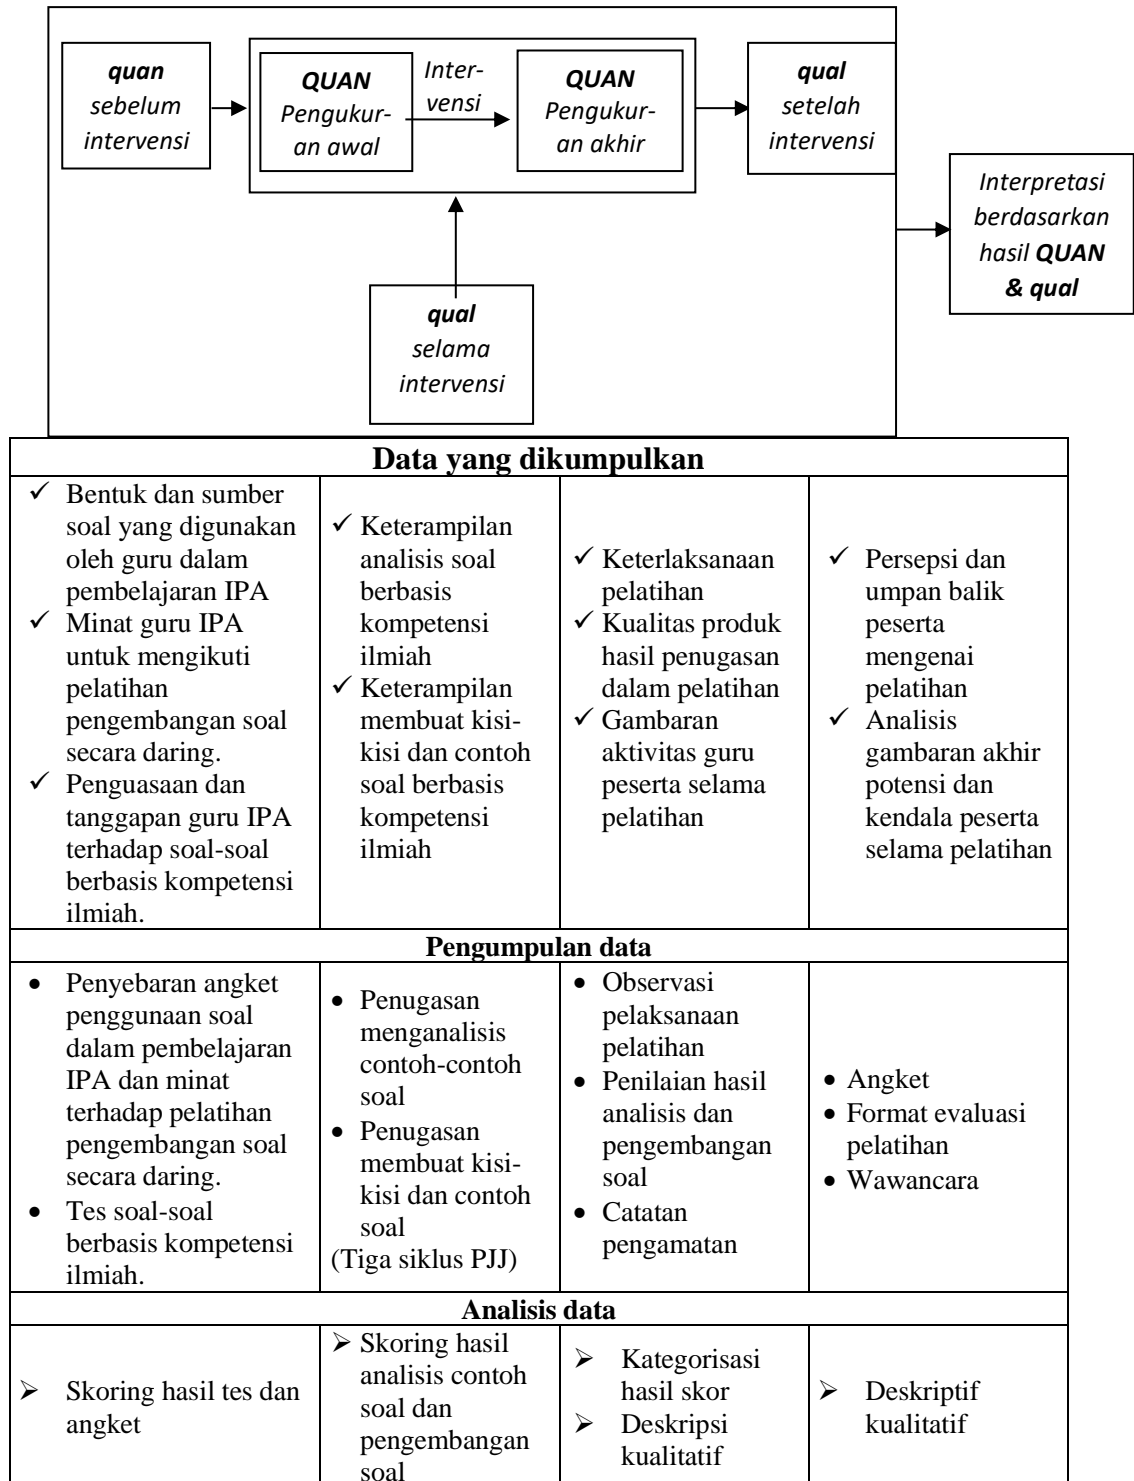 quan
sebelum
intervensi
QUAN
Pengukur-
an awal
Inter-
vensi
QUAN
Pengukur-
an akhir
qual
setelah
intervensi
Interpretasi
berdasarkan
hasil QUAN
& qual
qual
selama
intervensi
Data yang dikumpulkan
✓ Bentuk dan sumber
soal yang digunakan
oleh guru dalam
pembelajaran IPA
✓ Minat guru IPA
untuk mengikuti
pelatihan
pengembangan soal
secara daring.
✓ Penguasaan dan
tanggapan guru IPA
terhadap soal-soal
berbasis kompetensi
ilmiah.
✓ Keterampilan
analisis soal
berbasis
kompetensi
ilmiah
✓ Keterampilan
membuat kisi-
kisi dan contoh
soal berbasis
kompetensi
ilmiah
✓ Keterlaksanaan
pelatihan
✓ Kualitas produk
hasil penugasan
dalam pelatihan
✓ Gambaran
aktivitas guru
peserta selama
pelatihan
✓ Persepsi dan
umpan balik
peserta
mengenai
pelatihan
✓ Analisis
gambaran akhir
potensi dan
kendala peserta
selama pelatihan
Pengumpulan data
• Penyebaran angket
penggunaan soal
dalam pembelajaran
IPA dan minat
terhadap pelatihan
pengembangan soal
secara daring.
• Tes soal-soal
berbasis kompetensi
ilmiah.
• Penugasan
menganalisis
contoh-contoh
soal
• Penugasan
membuat kisi-
kisi dan contoh
soal
(Tiga siklus PJJ)
• Observasi
pelaksanaan
pelatihan
• Penilaian hasil
analisis dan
pengembangan
soal
• Catatan
pengamatan
• Angket
• Format evaluasi
pelatihan
• Wawancara
Analisis data
➢ Skoring hasil tes dan
angket
➢ Skoring hasil
analisis contoh
soal dan
pengembangan
soal
➢ Kategorisasi
hasil skor
➢ Deskripsi
kualitatif
➢ Deskriptif
kualitatif